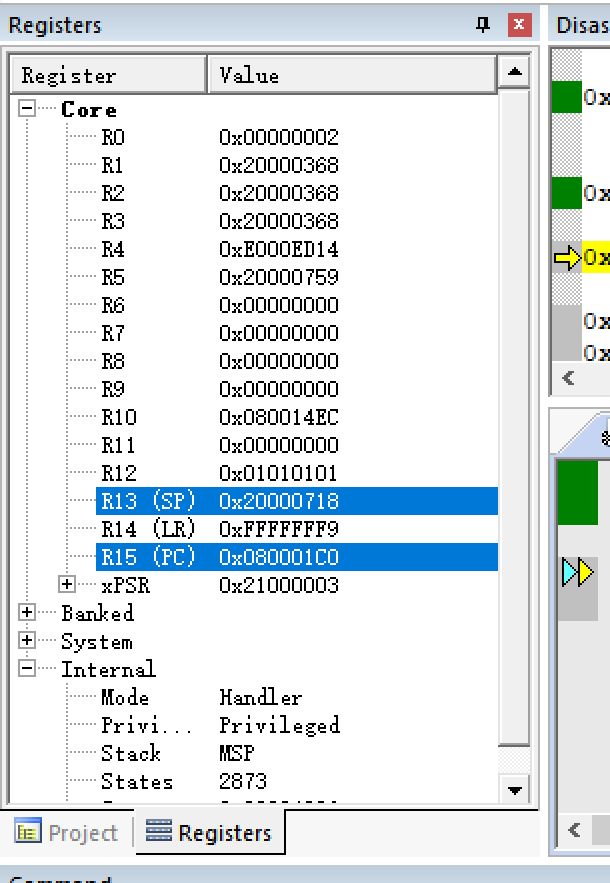 Registers
Disas
Register Value
Core
R0 0x00000002
R1 0x20000368
R2 0x20000368
R3 0x20000368
R4 0xE000ED14
R5 0x20000759
R6 0x00000000
R7 0x00000000
R8 0x00000000
R9 0x00000000
R10 0x080014EC
R11 0x00000000
R12 0x01010101
R13 (SP) 0x20000718
R14 (LR) 0xFFFFFFF9
R15 (PC) 0x080001C0
xPSR 0x21000003
Banked
System
Internal
Mode Handler
Privi... Privileged
Stack MSP
States 2873
Project Registers
0x
0x
0x
0x
0x